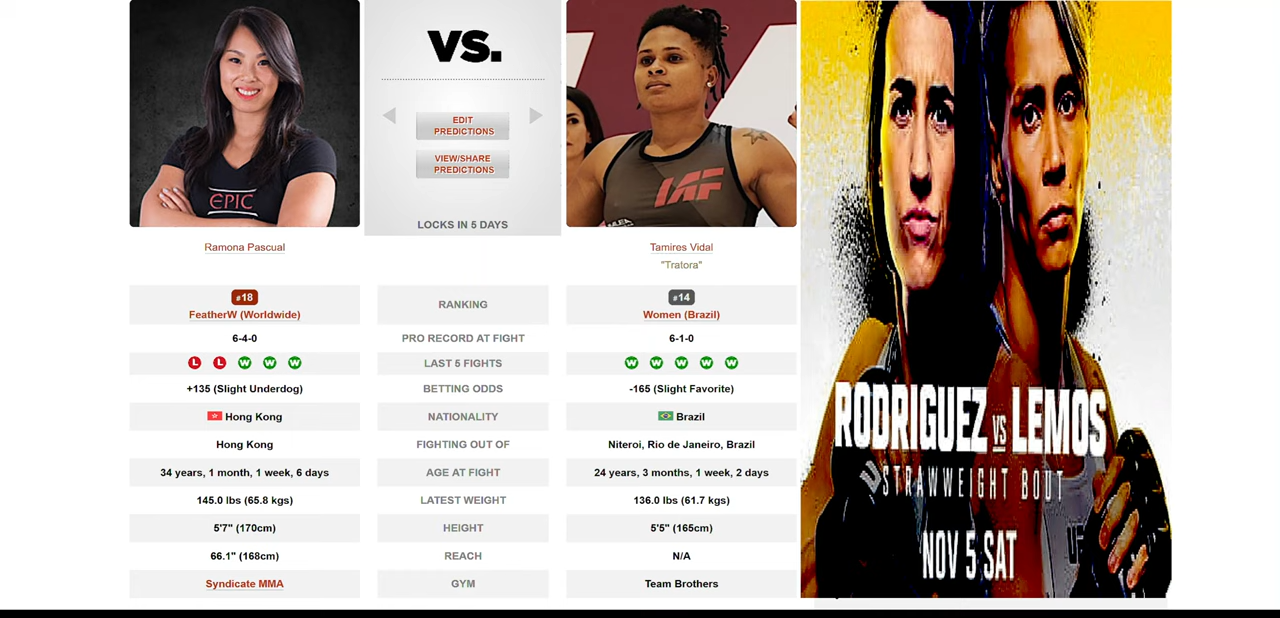 VS.
EDIT
PREDICTIONS
VIEW/SHARE
PREDICTIONS
LOCKS IN 5 DAYS
EPIC
IAF
Ramona Pascual
Tamires Vidal
"Tratora"
#18
FeatherW (Worldwide)
RANKING
#14
Women (Brazil)
6-4-0 PRO RECORD AT FIGHT 6-1-0
L L W W W LAST 5 FIGHTS W W W W W
+135 (Slight Underdog) BETTING ODDS -165 (Slight Favorite)
Hong Kong NATIONALITY Brazil
Hong Kong FIGHTING OUT OF Niteroi, Rio de Janeiro, Brazil
34 years, 1 month, 1 week, 6 days AGE AT FIGHT 24 years, 3 months, 1 week, 2 days
145.0 lbs (65.8 kgs) LATEST WEIGHT 136.0 lbs (61.7 kgs)
5'7" (170cm) HEIGHT 5'5" (165cm)
66.1" (168cm) REACH N/A
Syndicate MMA GYM Team Brothers
RODRIGUEZ VS LEMOS
STRAWWEIGHT BOUT
NOV 5 SAT